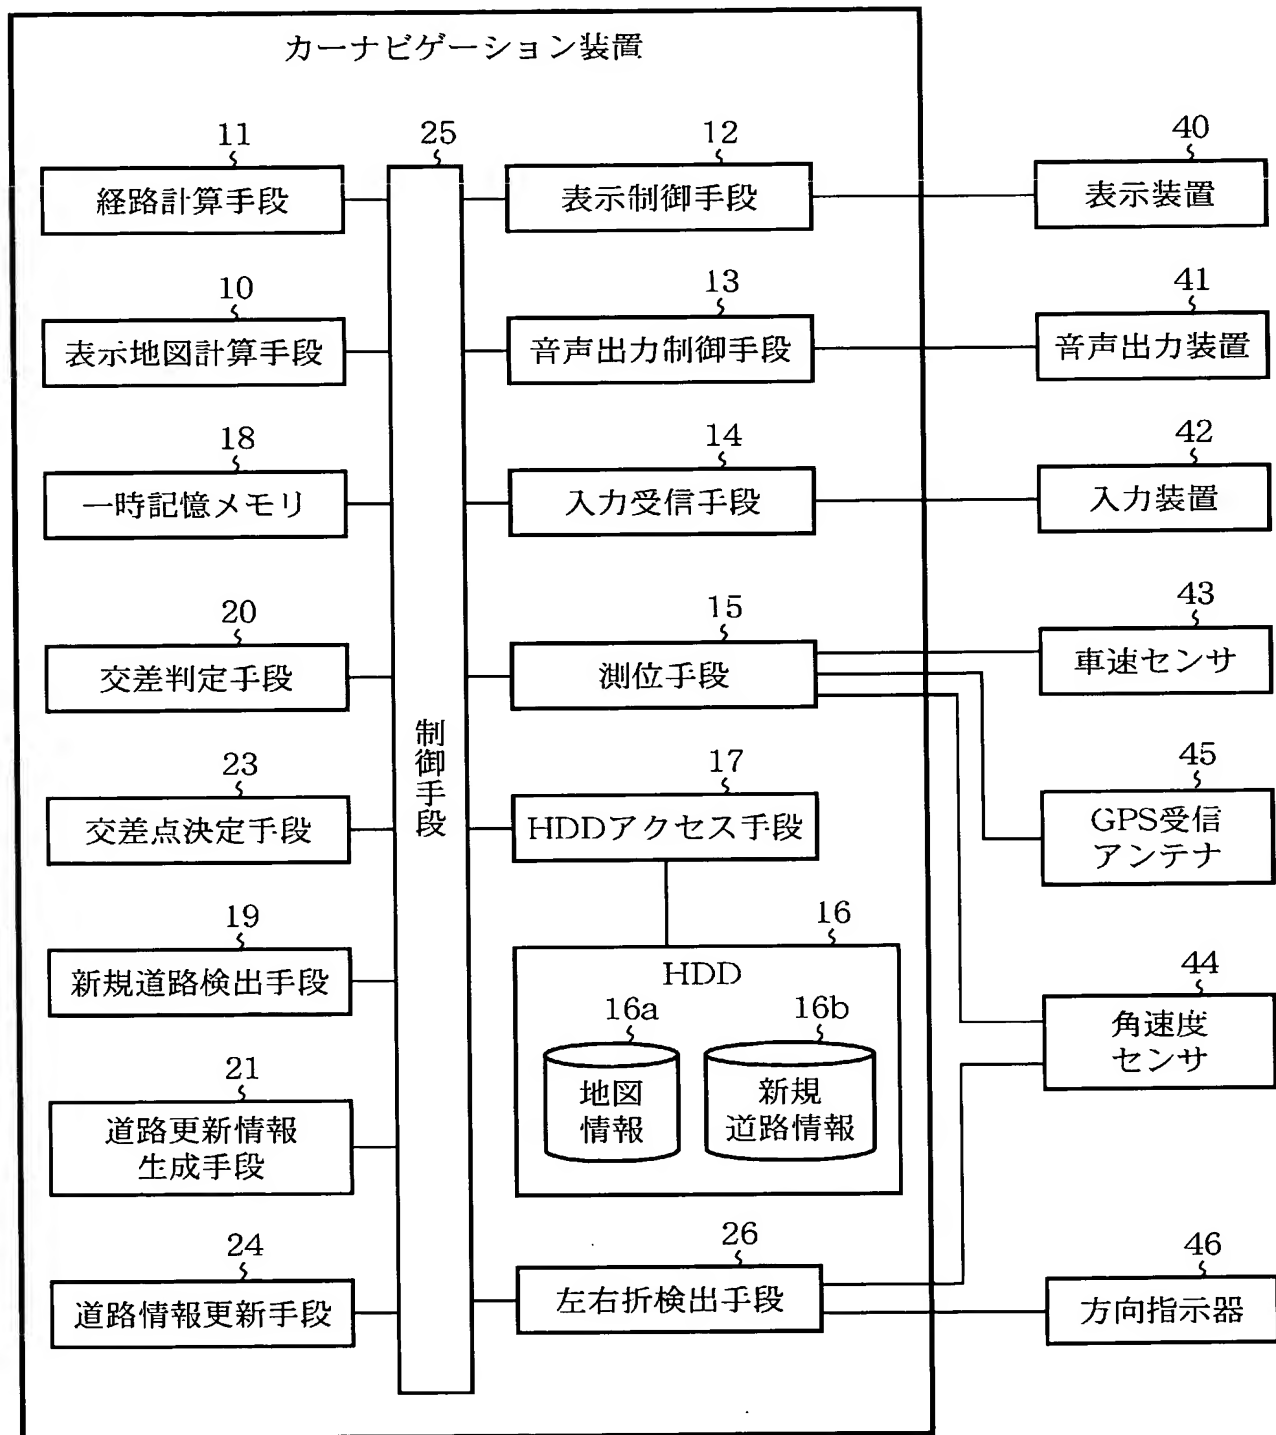 カーナビゲーション装置
11
25
12
40
経路計算手段
表示制御手段
表示装置
10
13
41
表示地図計算手段
音声出力制御手段
音声出力装置
18
14
42
一時記憶メモリ
入力受信手段
入力装置
20
15
43
交差判定手段
測位手段
車速センサ
制御手段
23
17
45
交差点決定手段
HDDアクセス手段
GPS受信
アンテナ
19
16
44
新規道路検出手段
HDD
16a
16b
角速度
センサ
地図
情報
新規
道路情報
21
道路更新情報
生成手段
24
26
46
道路情報更新手段
左右折検出手段
方向指示器